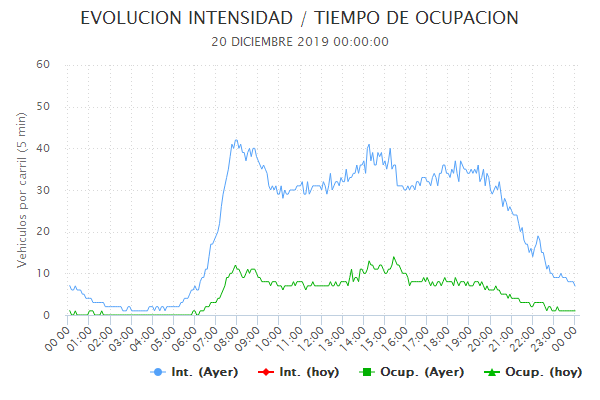 EVOLUCION INTENSIDAD / TIEMPO DE OCUPACION
20 DICIEMBRE 2019 00:00:00
Vehiculos por carril (5 min)
60
50
40
30
20
10
0
00:00 01:00 02:00 03:00 04:00 05:00 06:00 07:00 08:00 09:00 10:00 11:00 12:00 13:00 14:00 15:00 16:00 17:00 18:00 19:00 20:00 21:00 22:00 23:00 00:00
Int. (Ayer) Int. (hoy) Ocup. (Ayer) Ocup. (hoy)